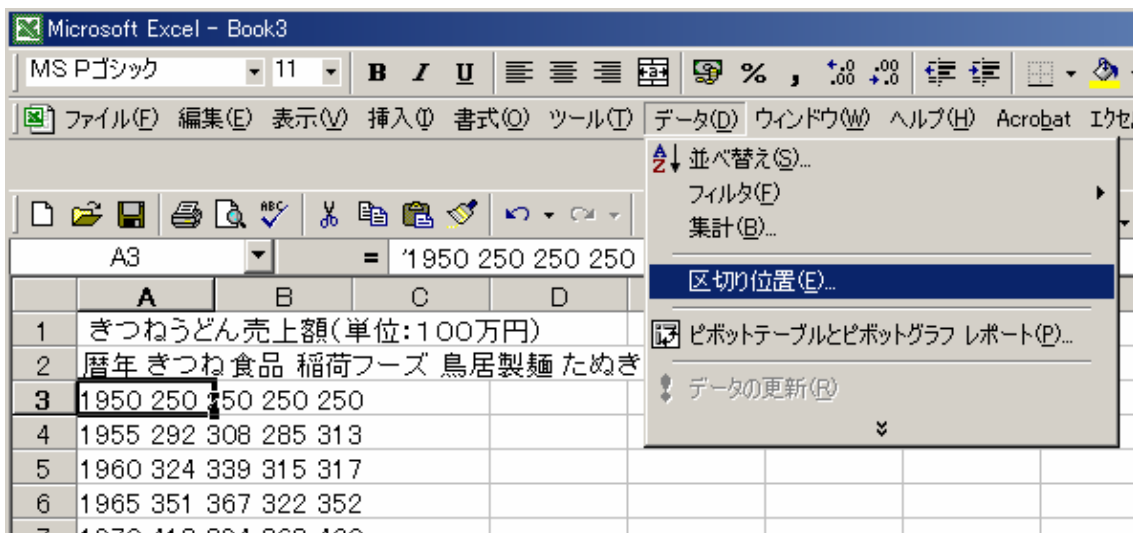 Microsoft Excel - Book3
MS Pゴシック 11 B I U % , .0 .00 .00 .0
ファイル(F) 編集(E) 表示(V) 挿入(I) 書式(O) ツール(T) データ(D) ウィンドウ(W) ヘルプ(H) Acrobat
並べ替え(S)...
フィルタ(F)
集計(B)...
区切り位置(E)...
ピボットテーブルとピボットグラフ レポート(P)...
データの更新(R)
ABC
A3 = '1950 250 250 250
A B C D
1 きつねうどん売上額(単位:100万円)
2 暦年 きつね食品 稲荷フーズ 鳥居製麺 たぬき
3 1950 250 250 250 250
4 1955 292 308 285 313
5 1960 324 339 315 317
6 1965 351 367 322 352